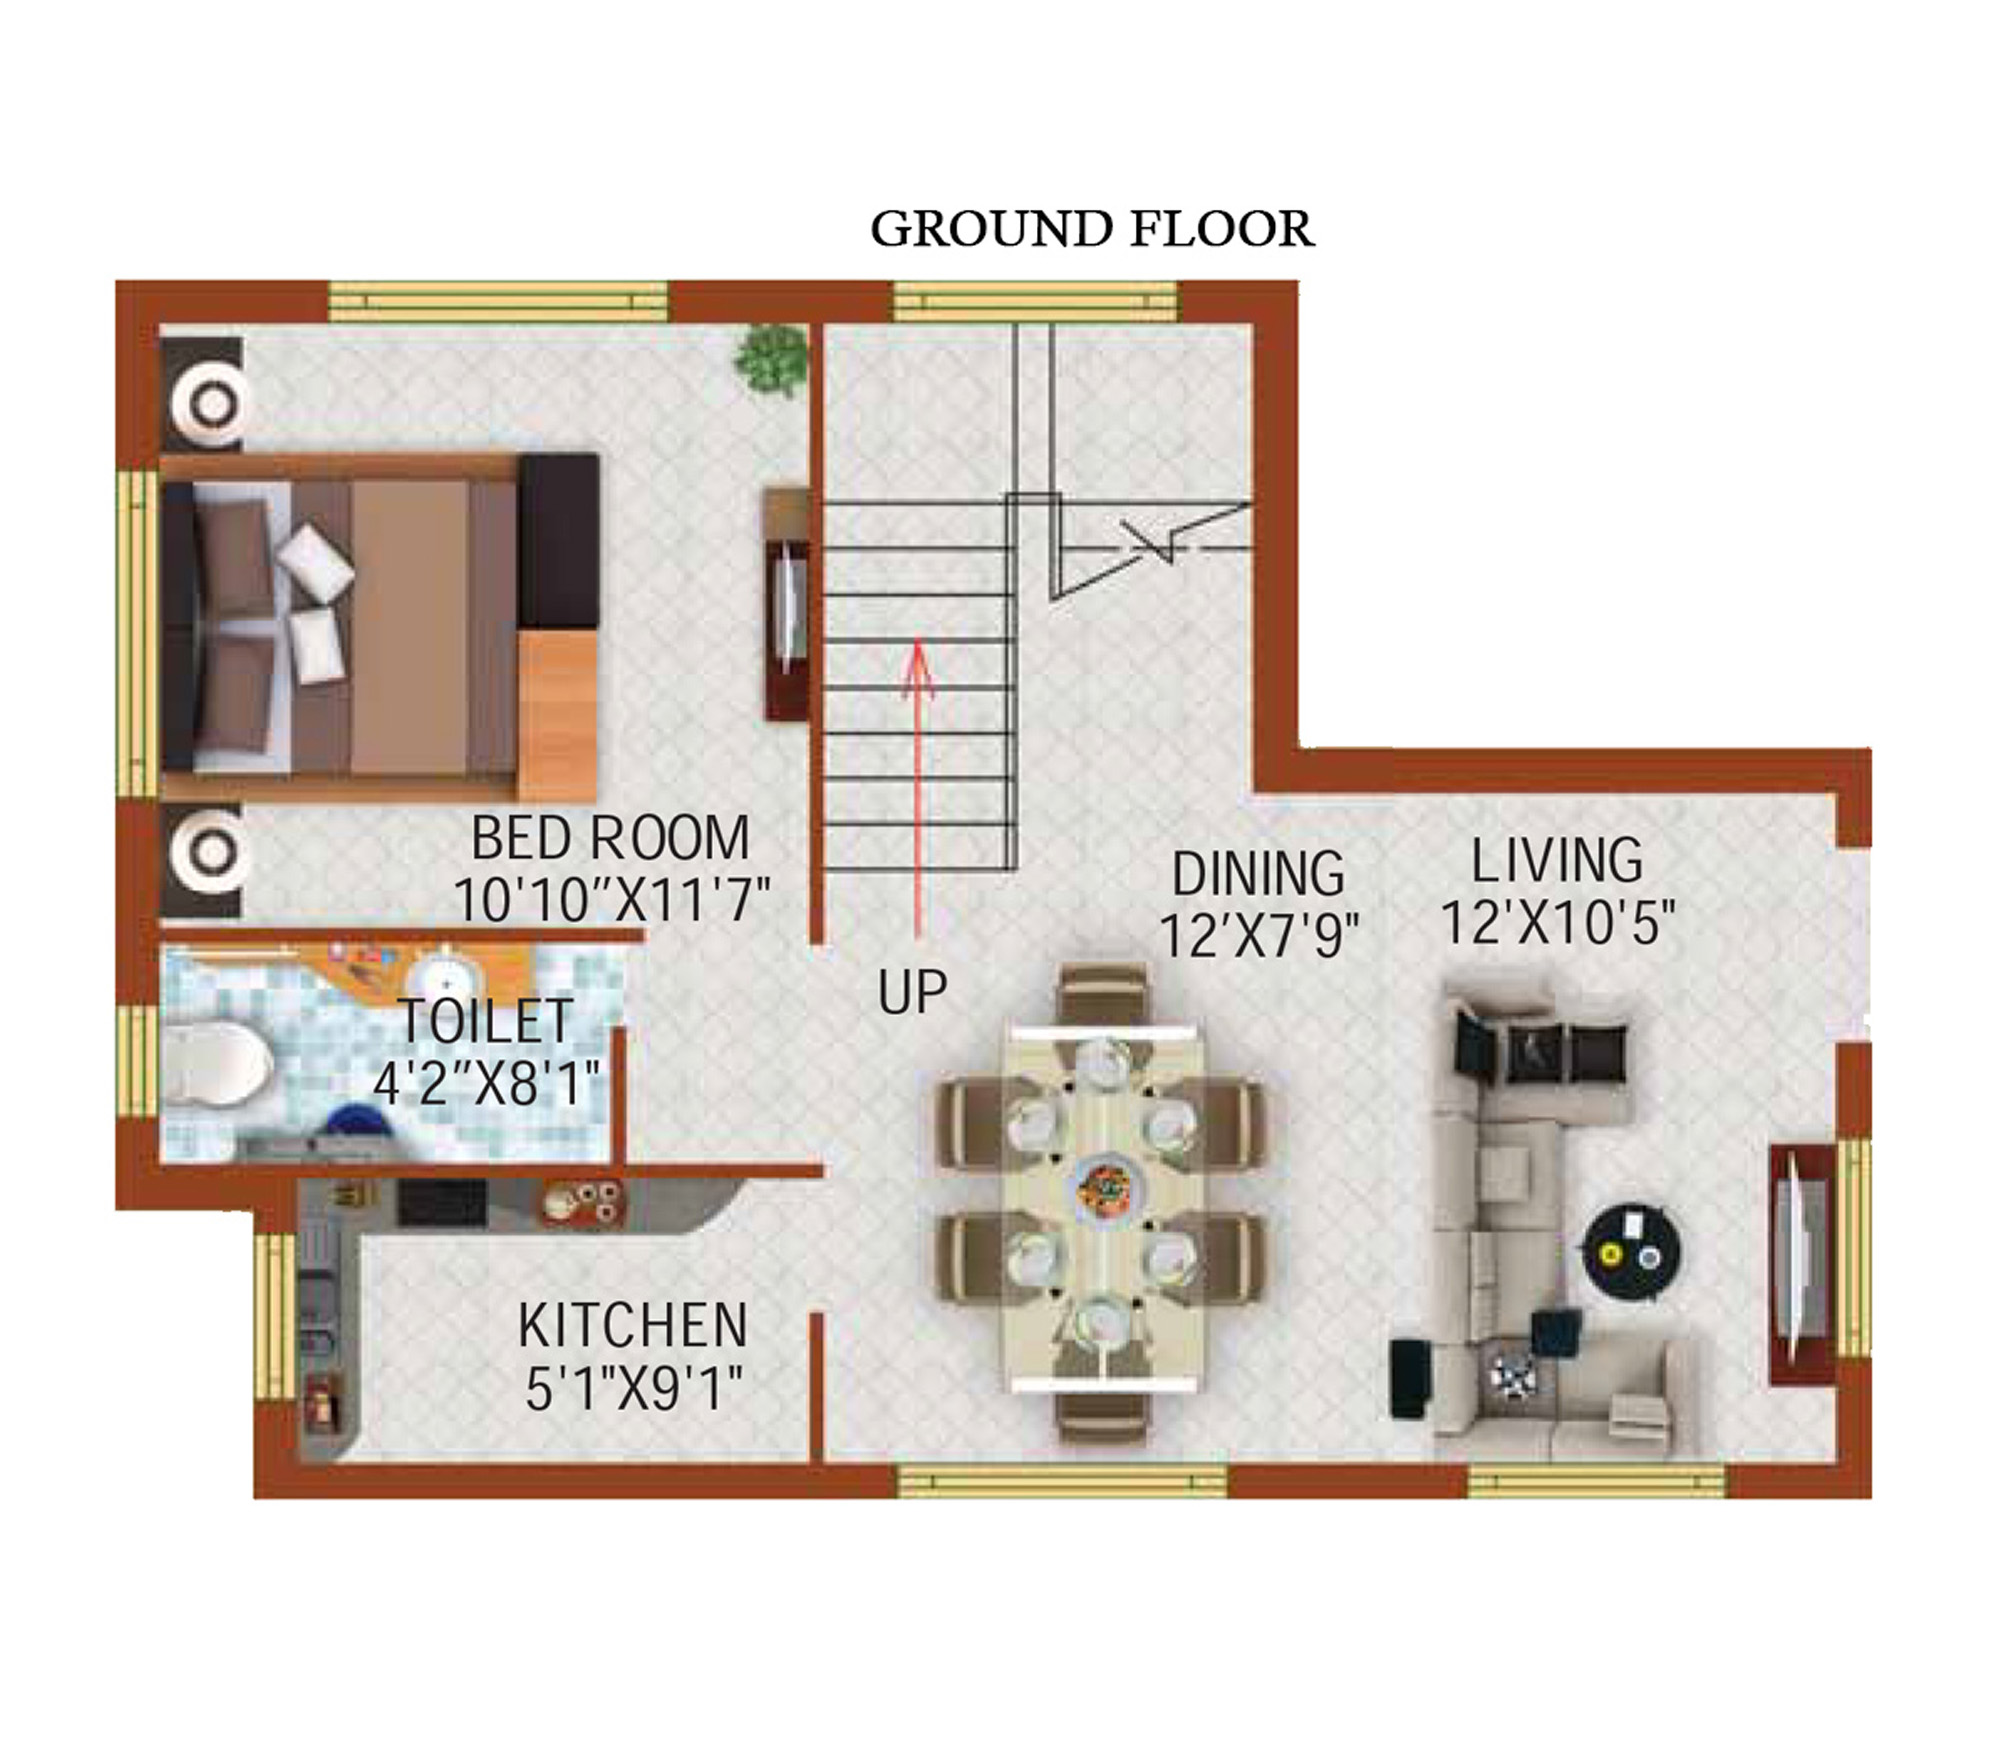 GROUND FLOOR
BED ROOM
10'10"X11'7"
DINING
12'X7'9"
LIVING
12'X10'5"
UP
TOILET
4'2"X8'1"
KITCHEN
5'1"X9'1"